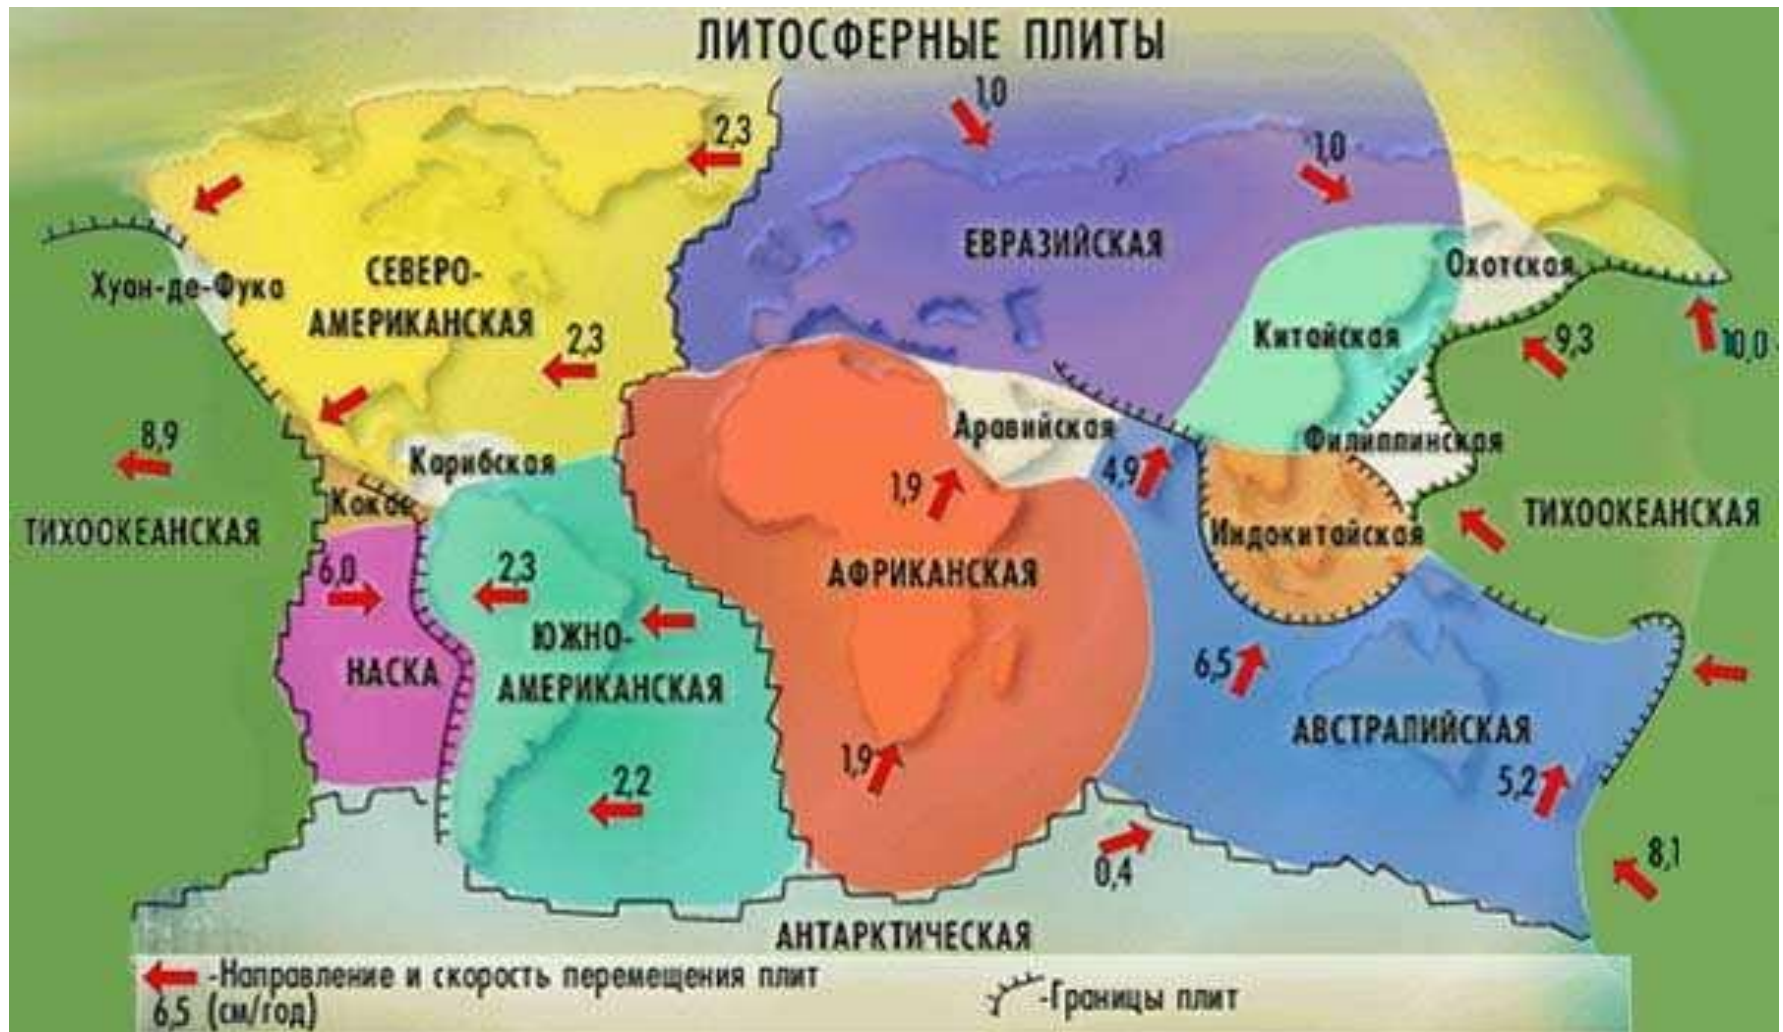 ЛИТОСФЕРНЫЕ ПЛИТЫ
1,0
2,3
1,0
ЕВРАЗИЙСКАЯ
Охотская
Хуан-де-Фука
СЕВЕРО-
АМЕРИКАНСКАЯ
2,3
Китайская
9,3
10,0
8,9
Карибская
Аравийская
4,9
Филиппинская
1,9
Кокос
ТИХООКЕАНСКАЯ
ТИХООКЕАНСКАЯ
Индокитайская
6,0
2,3
АФРИКАНСКАЯ
ЮЖНО-
АМЕРИКАНСКАЯ
НАСКА
6,5
АВСТРАЛИЙСКАЯ
1,9
2,2
5,2
0,4
8,1
АНТАРКТИЧЕСКАЯ
-Направление и скорость перемещения плит
6,5 (см/год)
-Границы плит